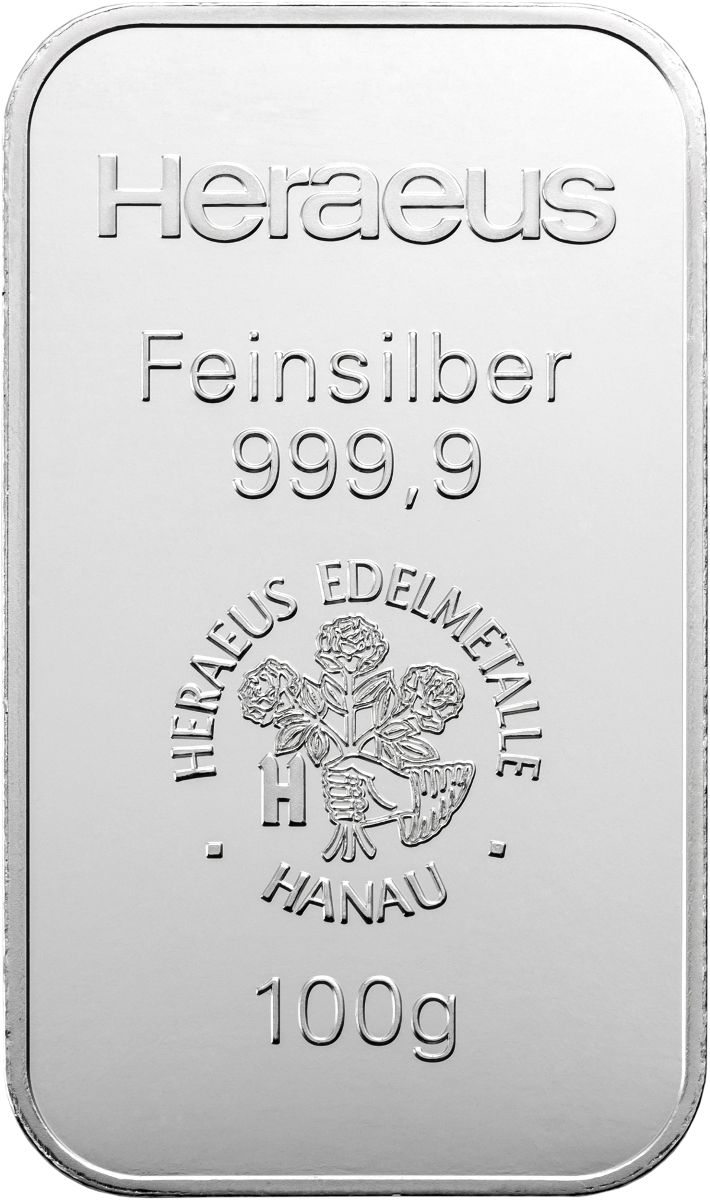 Heraeus
Feinsilber
999,9
HERAEUS EDELMETALLE
H
· HANAU ·
100g